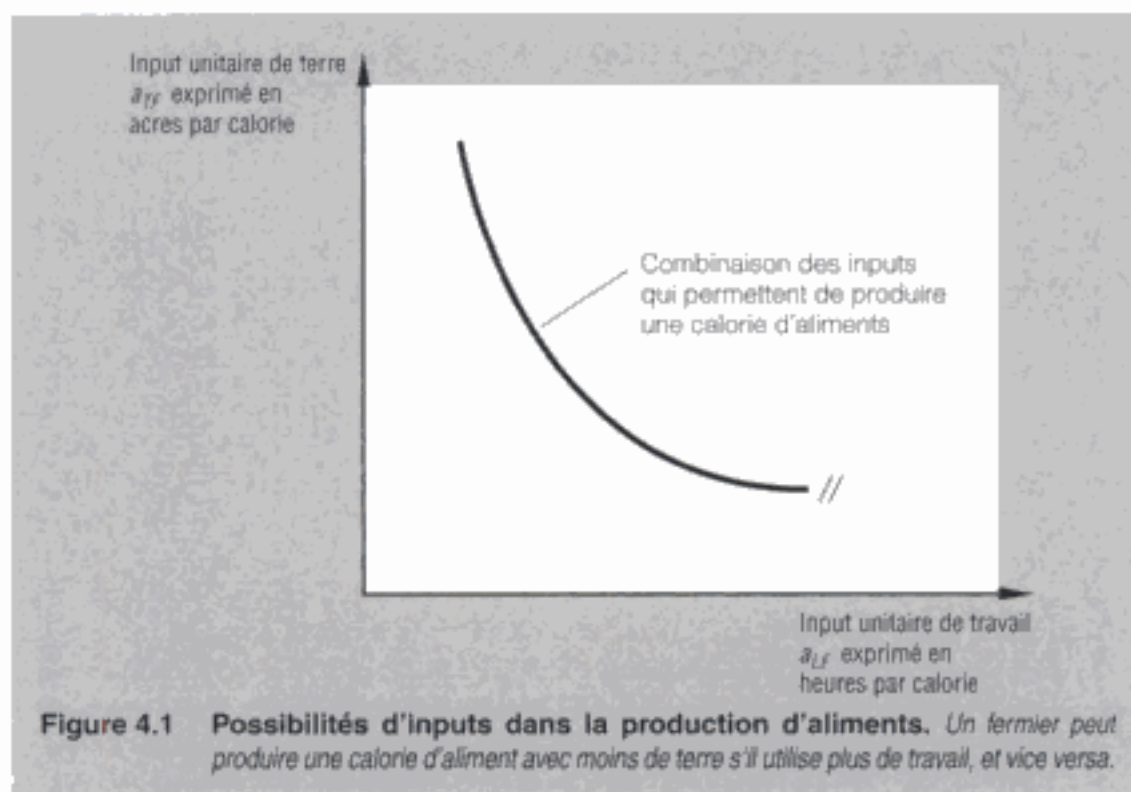 Input unitaire de terre
aTF exprimé en
acres par calorie
Combinaison des inputs
qui permettent de produire
une calorie d'aliments
//
Input unitaire de travail
aLF exprimé en
heures par calorie
Figure 4.1 Possibilités d'inputs dans la production d'aliments. Un fermier peut
produire une calorie d'aliment avec moins de terre s'il utilise plus de travail, et vice versa.